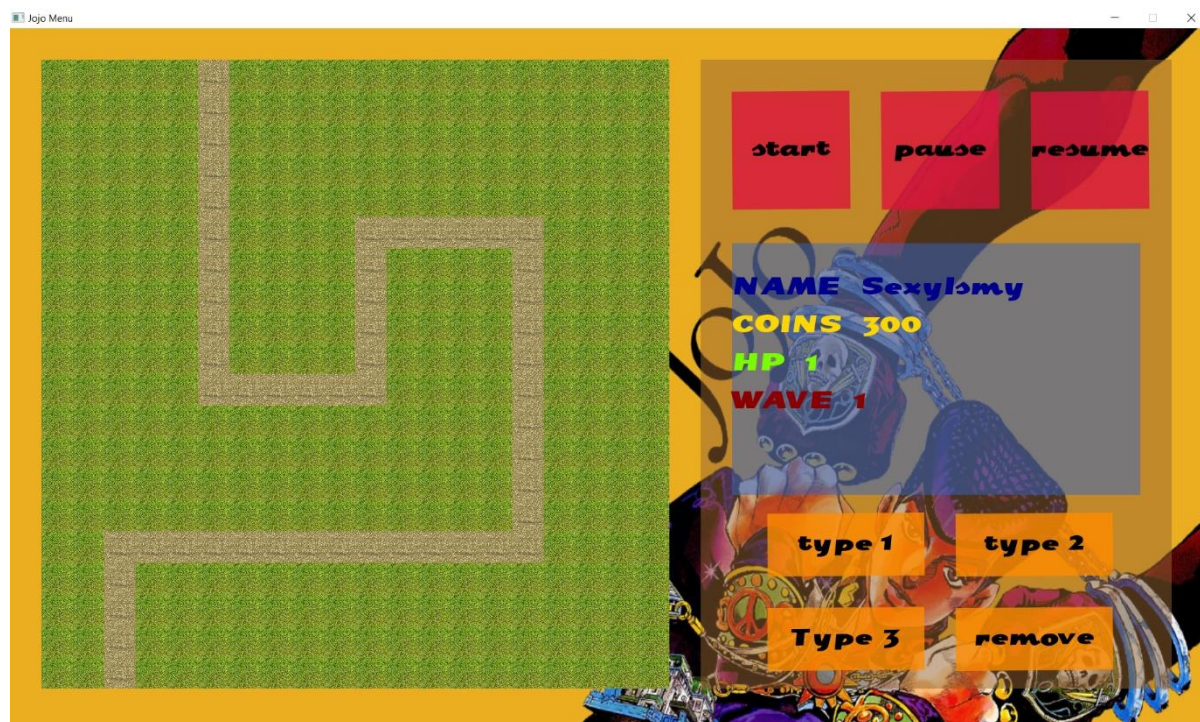 Jojo Menu
start pause resume
JoJo
NAME Sexylsmy
COINS 300
HP 1
WAVE 1
type 1 type 2
Type 3 remove